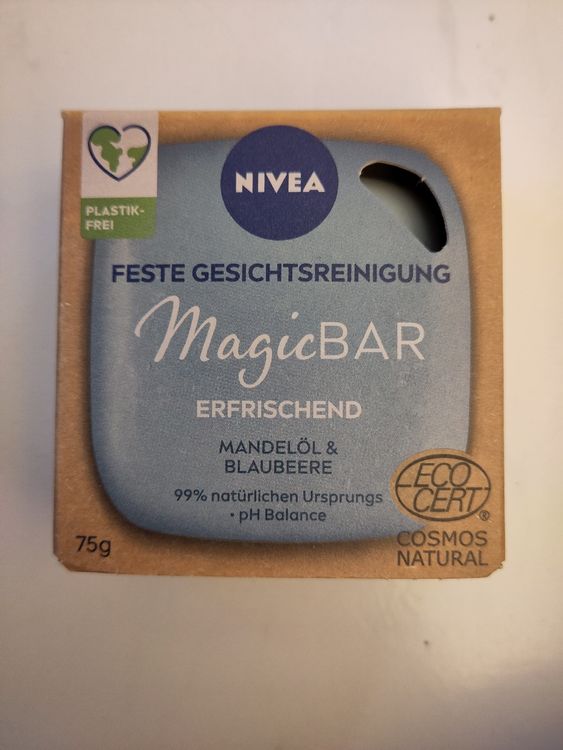 NIVEA
PLASTIK-
FREI
FESTE GESICHTSREINIGUNG
MagicBAR
ERFRISCHEND
MANDELÖL &
BLAUBEERE
99% natürlichen Ursprungs
• pH Balance
75g
ECO
CERT®
COSMOS
NATURAL